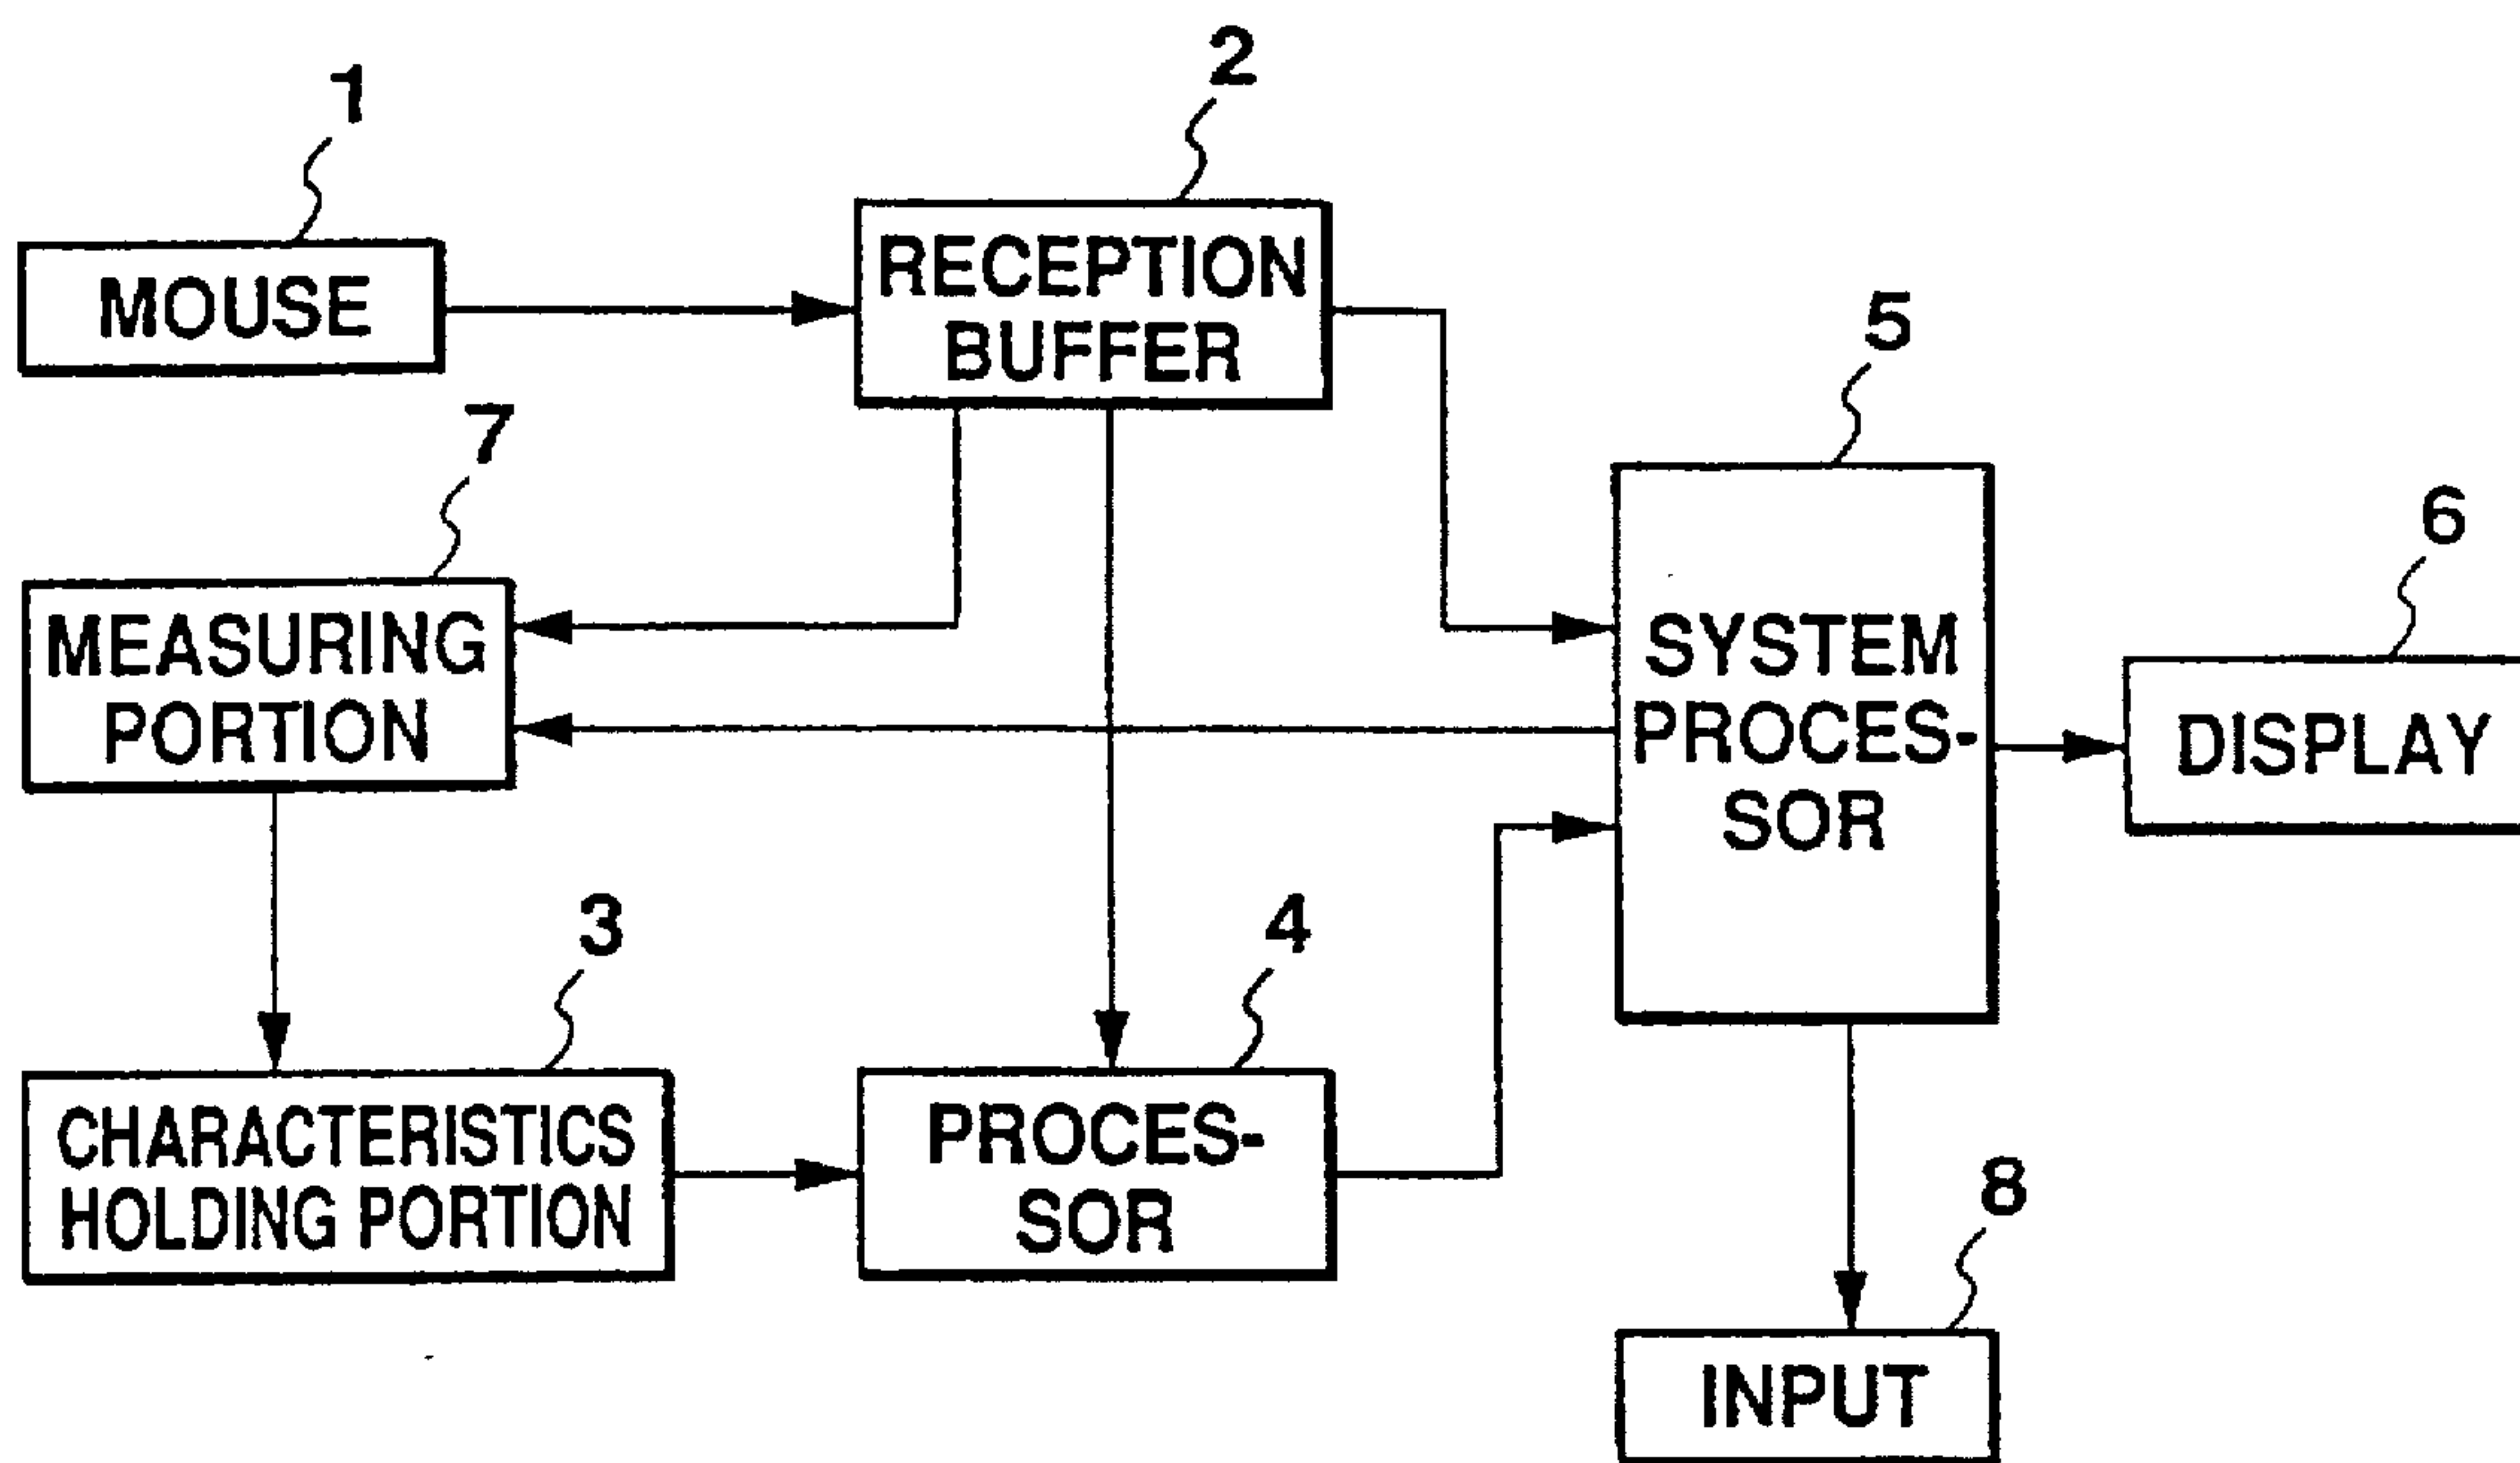 1
MOUSE
2
RECEPTION
BUFFER
7
MEASURING
PORTION
5
SYSTEM
PROCES-
SOR
6
DISPLAY
3
CHARACTERISTICS
HOLDING PORTION
4
PROCES-
SOR
8
INPUT